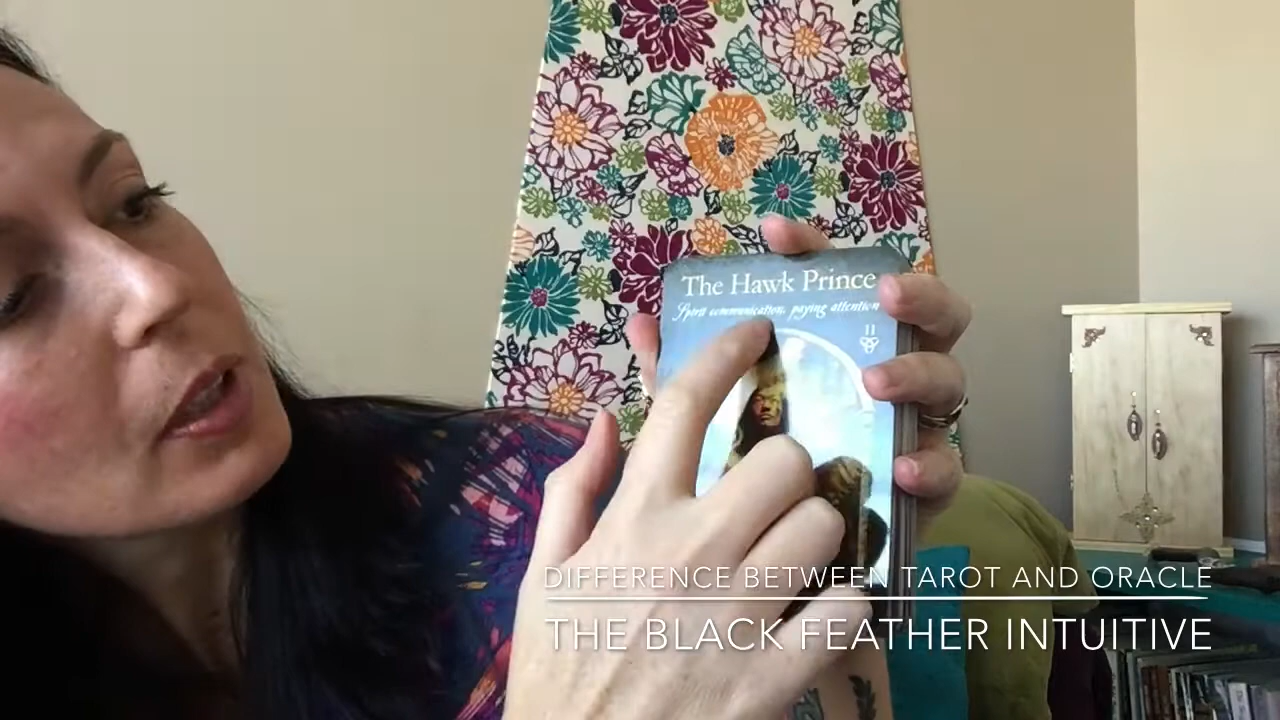 The Hawk Prince
Spirit communication, paying attention
11
DIFFERENCE BETWEEN TAROT AND ORACLE
THE BLACK FEATHER INTUITIVE